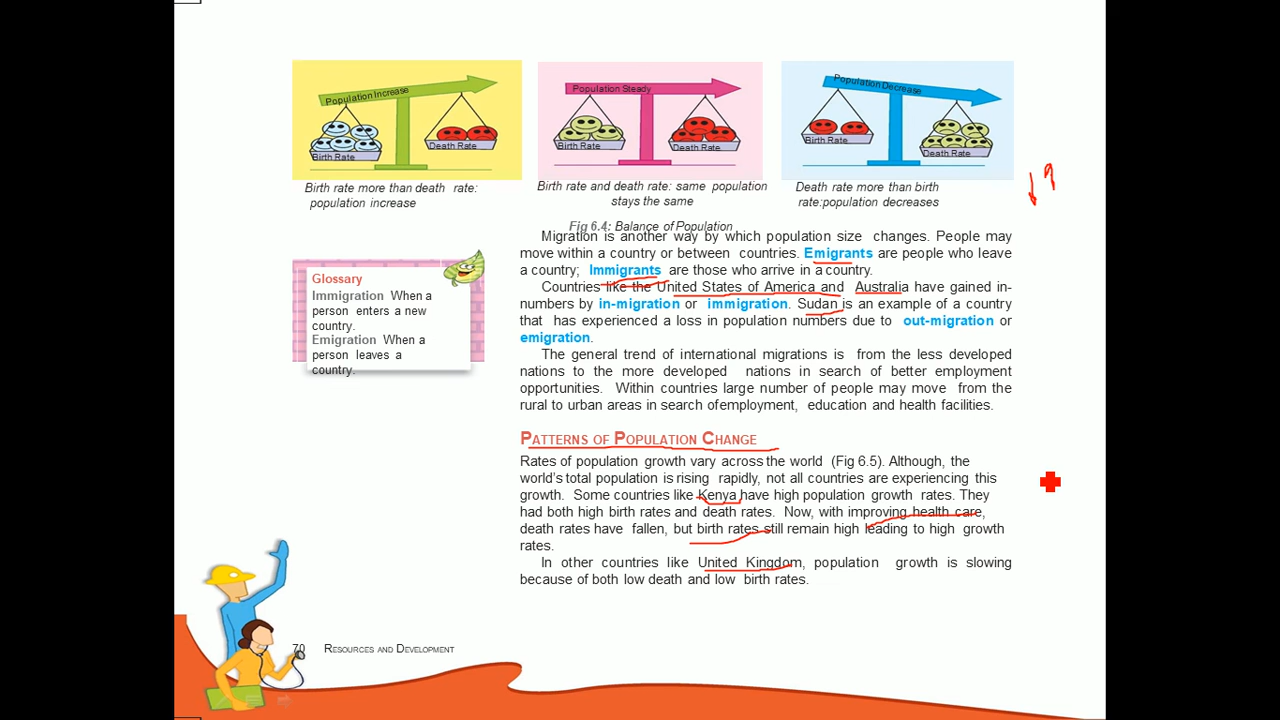 Population Increase
Birth Rate
Death Rate
Population Steady
Birth Rate
Death Rate
Population Decrease
Birth Rate
Death Rate
Birth rate more than death rate:
population increase
Birth rate and death rate: same population
stays the same
Death rate more than birth
rate:population decreases
Fig 6.4: Balance of Population
Migration is another way by which population size changes. People may
move within a country or between countries. Emigrants are people who leave
a country; Immigrants are those who arrive in a country.
Countries like the United States of America and Australia have gained in-
numbers by in-migration or immigration. Sudan is an example of a country
that has experienced a loss in population numbers due to out-migration or
emigration.
The general trend of international migrations is from the less developed
nations to the more developed nations in search of better employment
opportunities. Within countries large number of people may move from the
rural to urban areas in search ofemployment, education and health facilities.
Glossary
Immigration When a
person enters a new
country.
Emigration When a
person leaves a
country.
PATTERNS OF POPULATION CHANGE
Rates of population growth vary across the world (Fig 6.5). Although, the
world's total population is rising rapidly, not all countries are experiencing this
growth. Some countries like Kenya have high population growth rates. They
had both high birth rates and death rates. Now, with improving health care,
death rates have fallen, but birth rates still remain high leading to high growth
rates.
In other countries like United Kingdom, population growth is slowing
because of both low death and low birth rates.
70 RESOURCES AND DEVELOPMENT